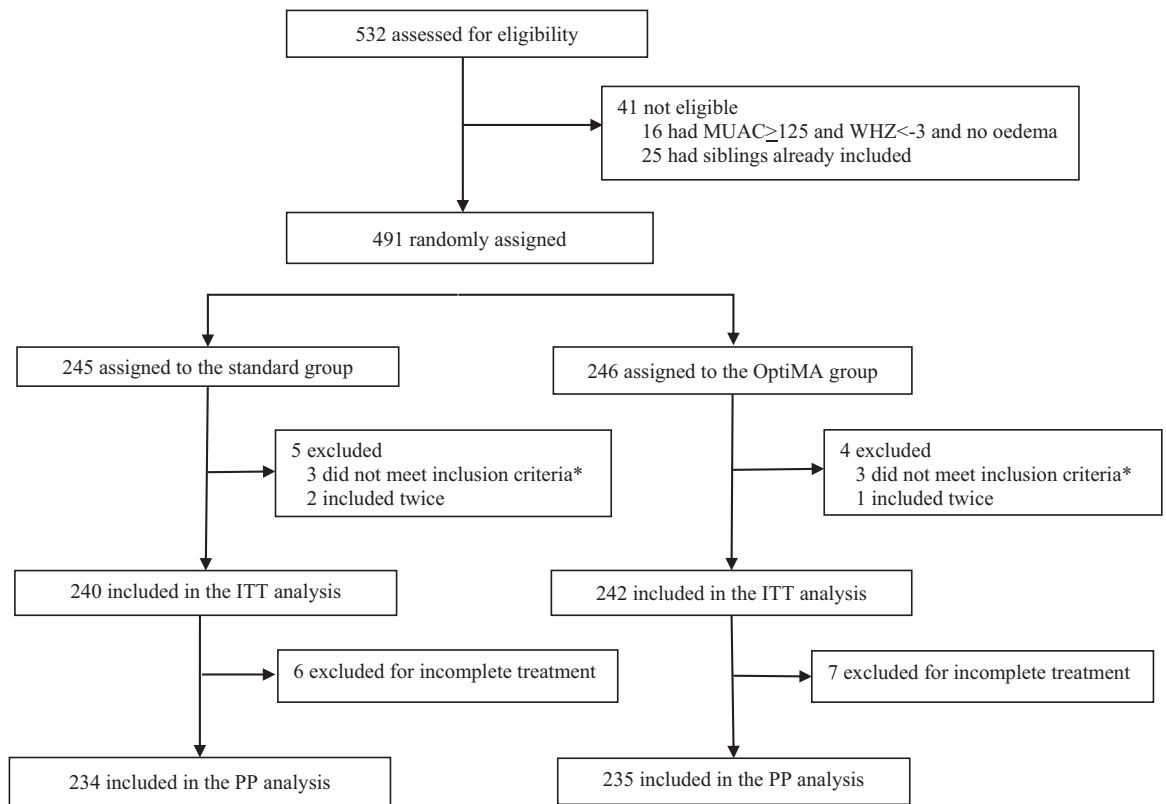 532 assessed for eligibility
41 not eligible
16 had MUAC≥125 and WHZ<-3 and no oedema
25 had siblings already included
491 randomly assigned
245 assigned to the standard group
246 assigned to the OptiMA group
5 excluded
3 did not meet inclusion criteria*
2 included twice
4 excluded
3 did not meet inclusion criteria*
1 included twice
240 included in the ITT analysis
242 included in the ITT analysis
6 excluded for incomplete treatment
7 excluded for incomplete treatment
234 included in the PP analysis
235 included in the PP analysis